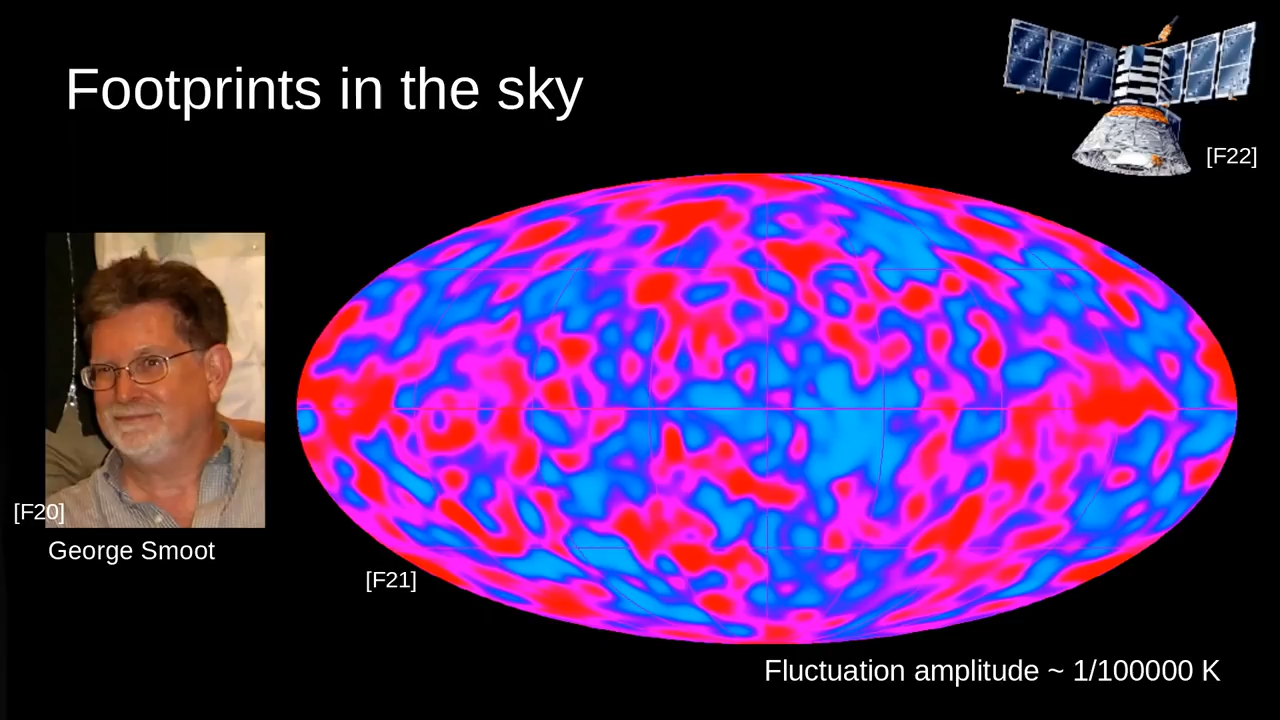 Footprints in the sky
[F22]
[F20]
George Smoot
[F21]
Fluctuation amplitude ~ 1/100000 K